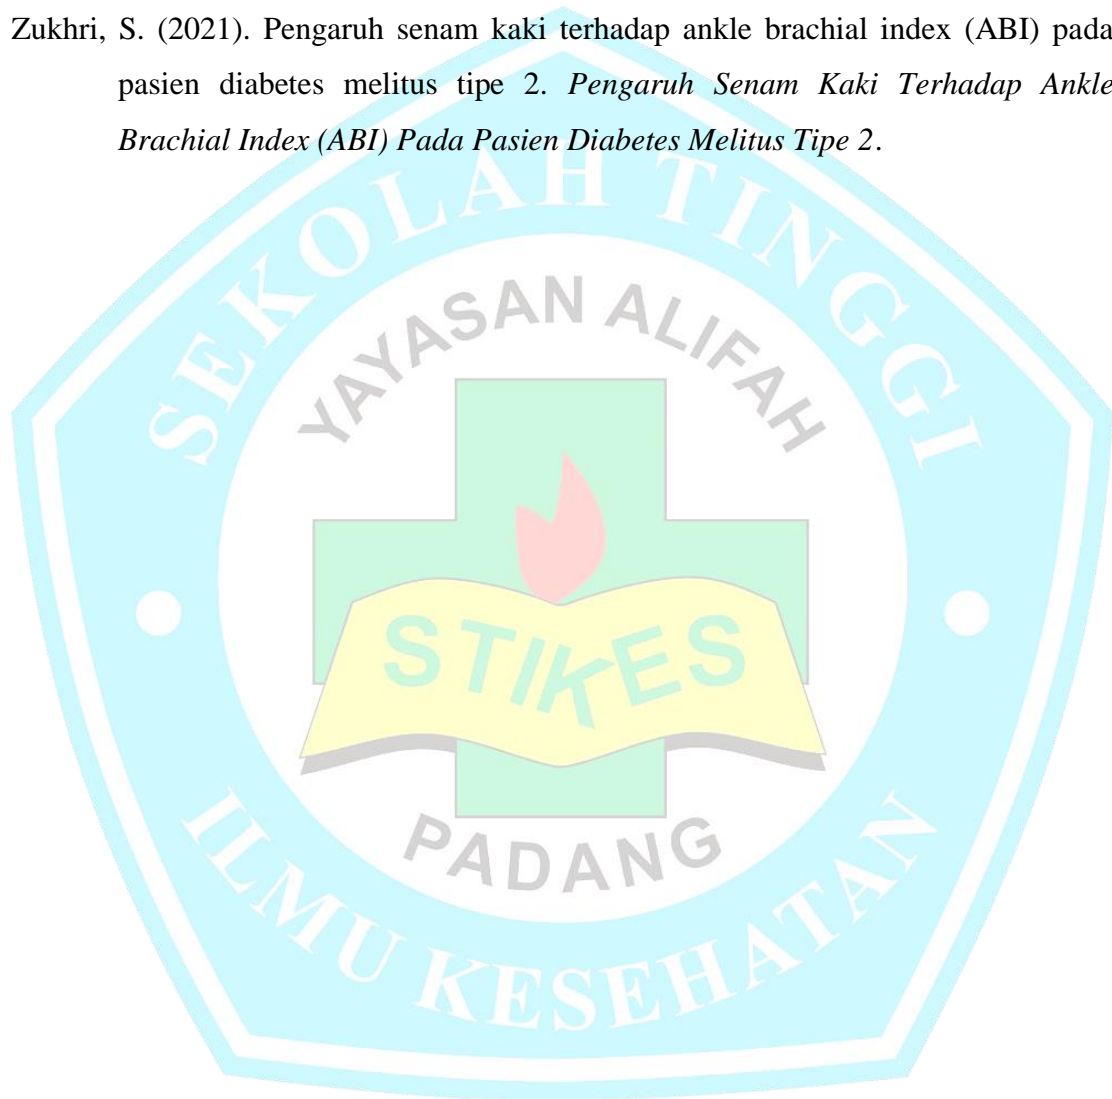 Zukhri, S. (2021). Pengaruh senam kaki terhadap ankle brachial index (ABI) pada
pasien diabetes melitus tipe 2. Pengaruh Senam Kaki Terhadap Ankle
Brachial Index (ABI) Pada Pasien Diabetes Melitus Tipe 2.
SEKOLAH TINGGI
YAYASAN ALIFAH
STIKES
PADANG
ILMU KESEHATAN